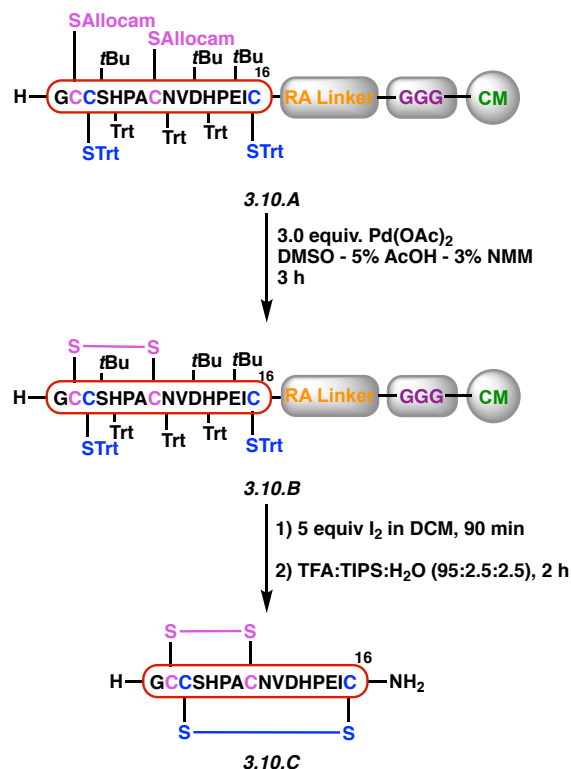 SAllocam
SAllocam
tBu tBu tBu
16
H GCCSHPACNVDHPEIC RA Linker GGG CM
Trt Trt Trt
STrt STrt
3.10.A
3.0 equiv. Pd(OAc)2
DMSO - 5% AcOH - 3% NMM
3 h
S S
tBu tBu tBu
16
H GCCSHPACNVDHPEIC RA Linker GGG CM
Trt Trt Trt
STrt STrt
3.10.B
1) 5 equiv I2 in DCM, 90 min
2) TFA:TIPS:H2O (95:2.5:2.5), 2 h
S S
16
H GCCSHPACNVDHPEIC NH2
S S
3.10.C